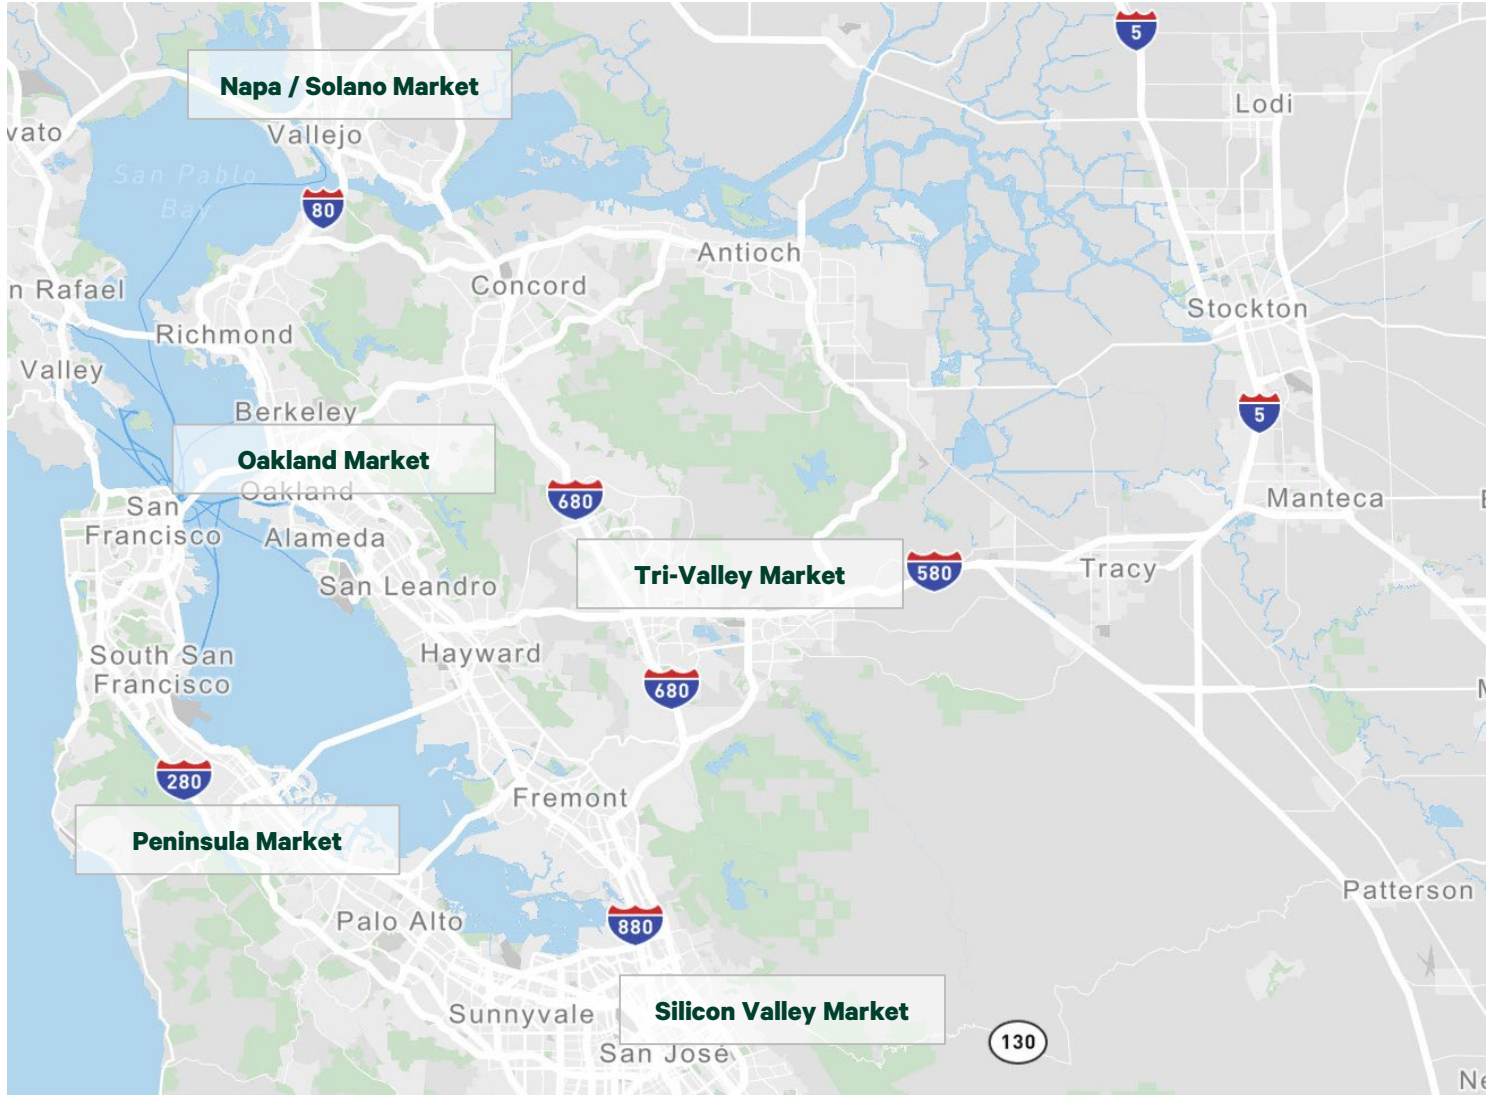 5
Napa / Solano Market
Lodi
vato
Vallejo
San Pablo
Bay
80
Antioch
Concord
n Rafael
Stockton
Richmond
Valley
Berkeley
5
Oakland Market
Oakland
680
Manteca
San
Francisco
Alameda
Tri-Valley Market
580
Tracy
San Leandro
Hayward
South San
Francisco
680
280
Fremont
Peninsula Market
Patterson
Palo Alto
880
Silicon Valley Market
Sunnyvale
130
San José
Ne